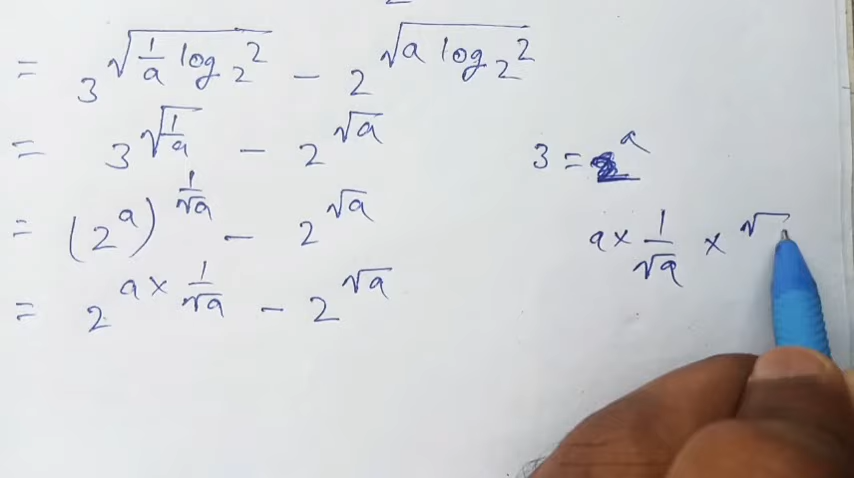 = 3^√(1/a log₂ 2) - 2^√(a log₂ 2)
= 3^√(1/a) - 2^√a
3 = 2^a
= (2^a)^(1/√a) - 2^√a
a × 1/√a × √
= 2^(a × 1/√a) - 2^√a